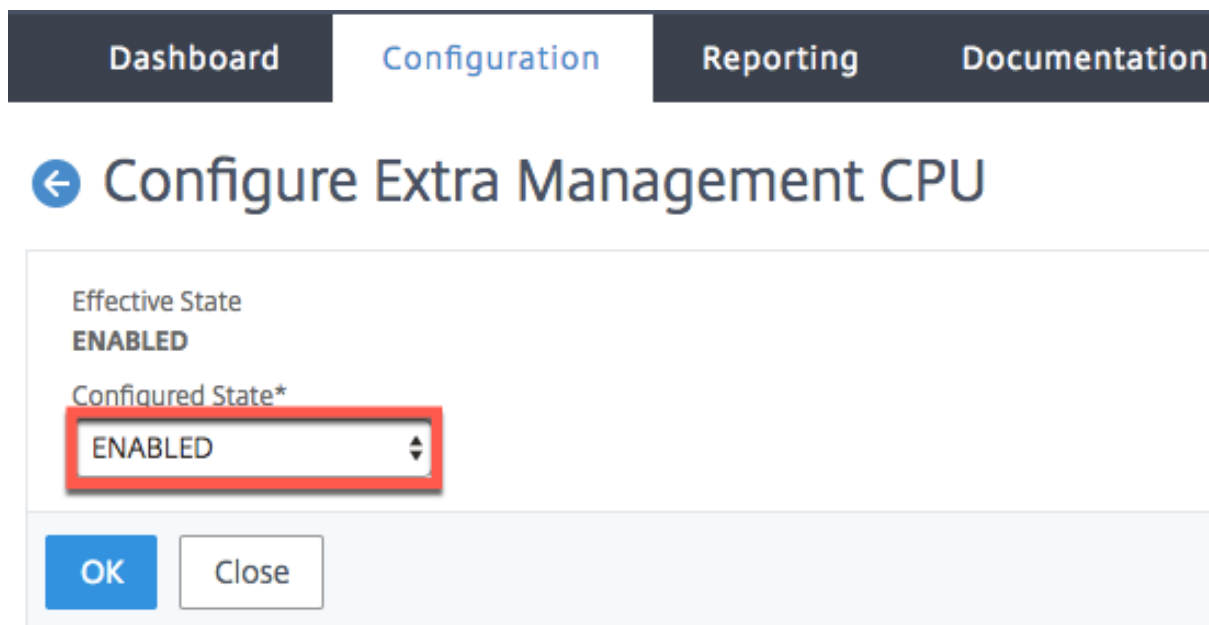 Dashboard Configuration Reporting Documentation
Configure Extra Management CPU
Effective State
ENABLED
Configured State*
ENABLED
OK Close